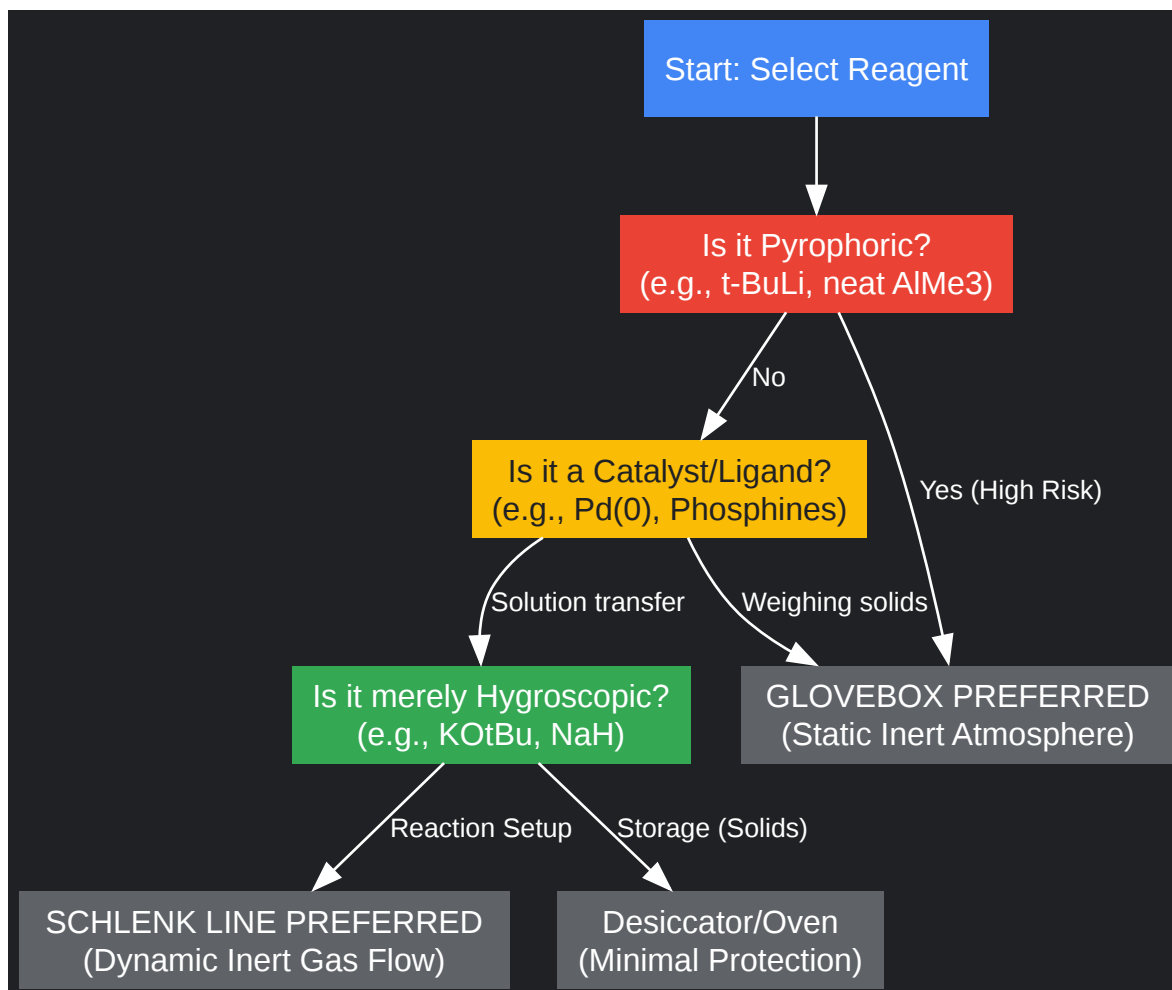 Start: Select Reagent
Is it Pyrophoric?
(e.g., t-BuLi, neat AlMe3)
No
Yes (High Risk)
Is it a Catalyst/Ligand?
(e.g., Pd(0), Phosphines)
Solution transfer
Weighing solids
Is it merely Hygroscopic?
(e.g., KOtBu, NaH)
GLOVEBOX PREFERRED
(Static Inert Atmosphere)
Reaction Setup
Storage (Solids)
SCHLENK LINE PREFERRED
(Dynamic Inert Gas Flow)
Desiccator/Oven
(Minimal Protection)